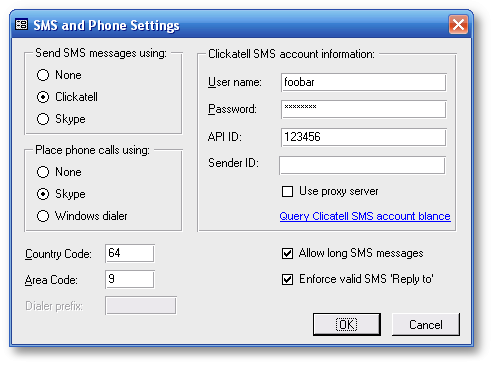 SMS and Phone Settings
Send SMS messages using:
None
Clickatell
Skype
Place phone calls using:
None
Skype
Windows dialer
Country Code: 64
Area Code: 9
Dialer prefix:
Clickatell SMS account information:
User name: foobar
Password: ********
API ID: 123456
Sender ID:
Use proxy server
Query Clicatell SMS account blance
Allow long SMS messages
Enforce valid SMS 'Reply to'
OK Cancel